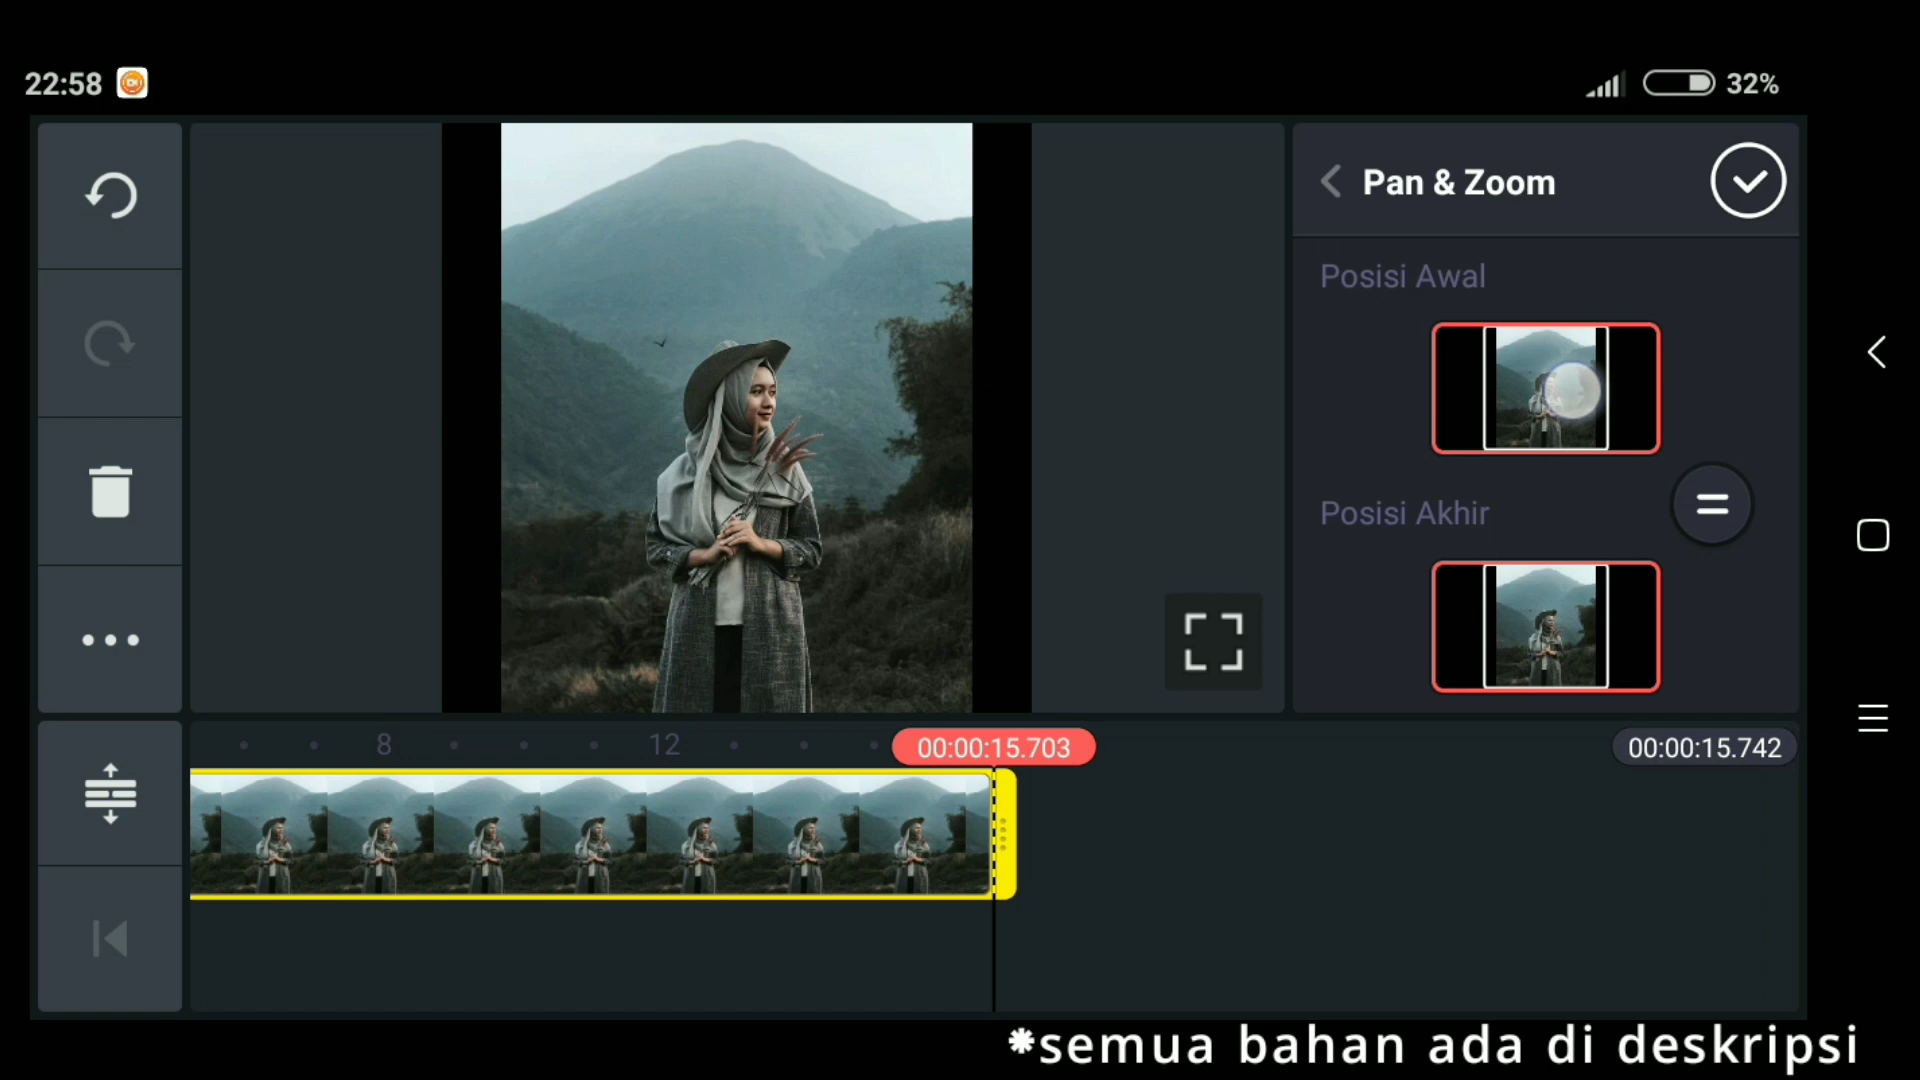 22:58
32%
Pan & Zoom
Posisi Awal
Posisi Akhir
8
12
00:00:15.703
00:00:15.742
*semua bahan ada di deskripsi